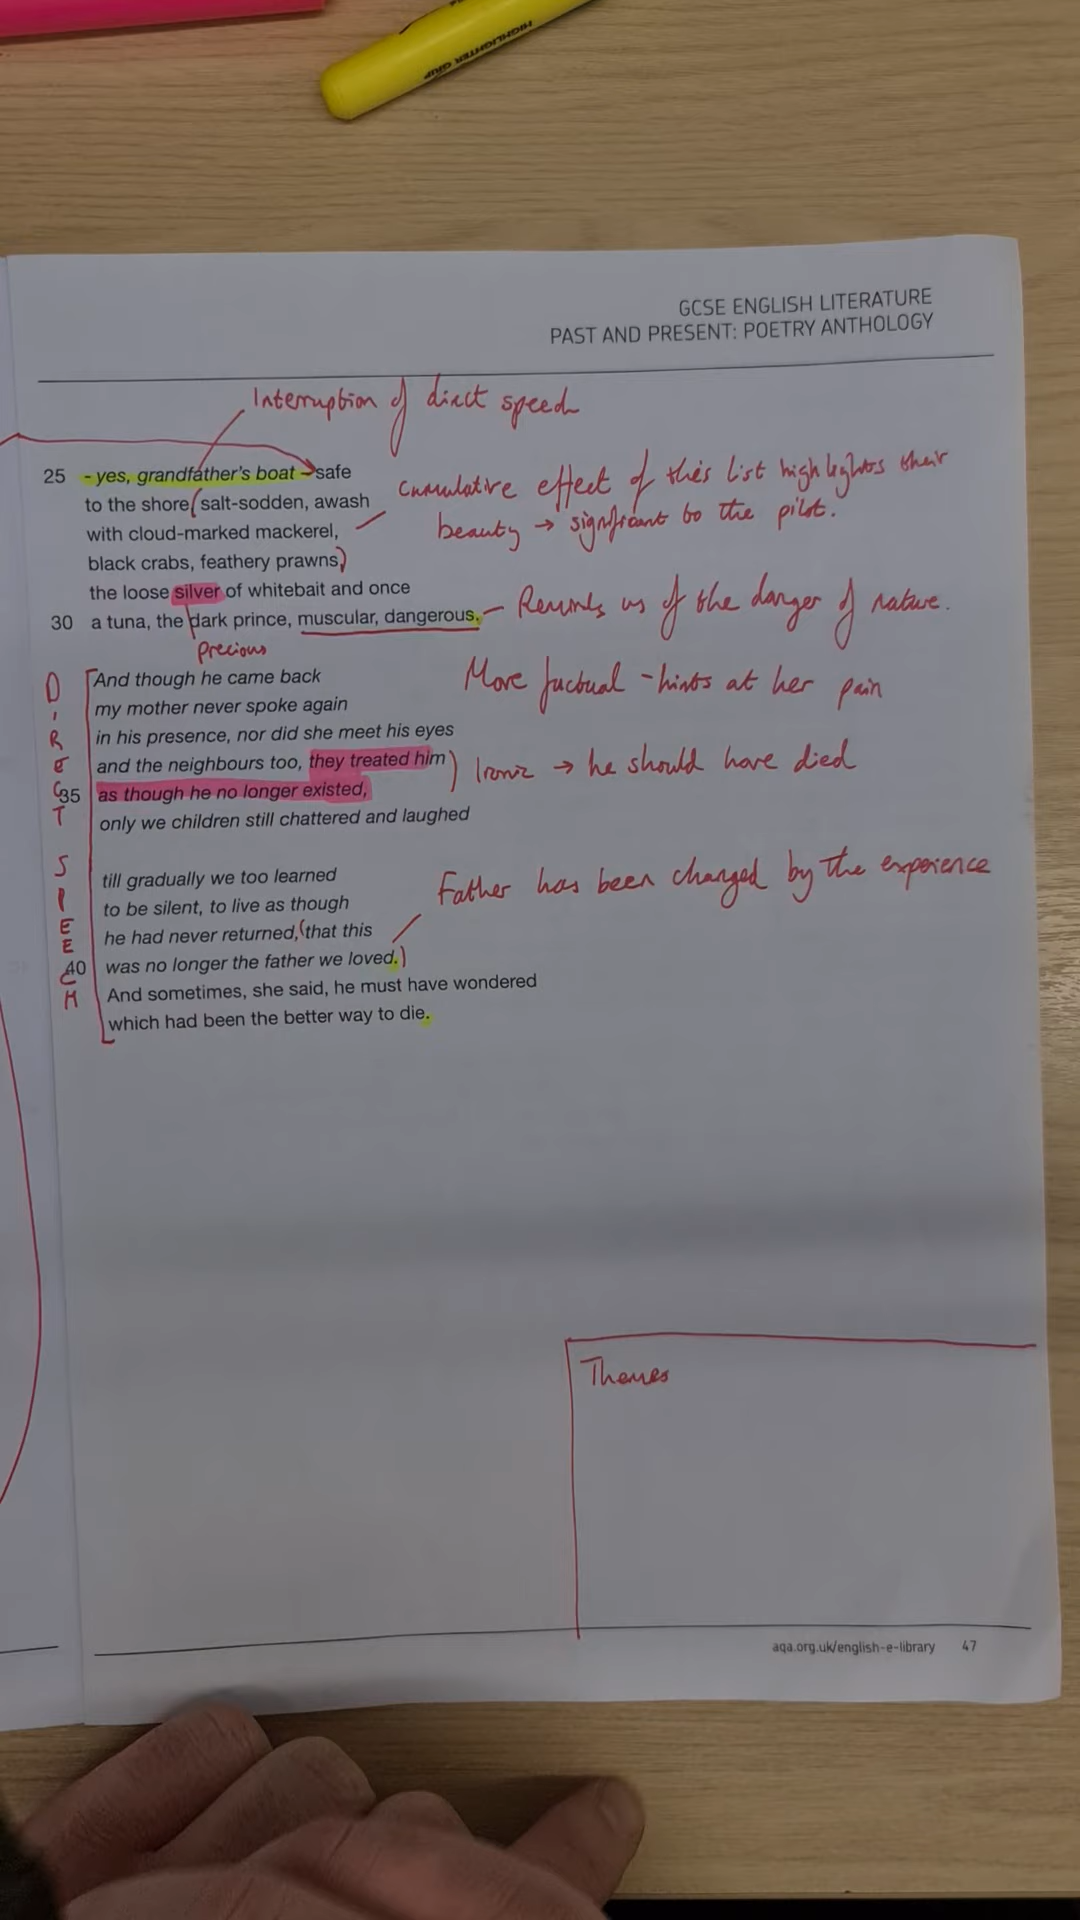 HIGHLIGHTER GRIP
GCSE ENGLISH LITERATURE
PAST AND PRESENT: POETRY ANTHOLOGY
Interruption of direct speech
25 - yes, grandfather's boat - safe
to the shore, salt-sodden, awash
with cloud-marked mackerel,
black crabs, feathery prawns,
the loose silver of whitebait and once
30 a tuna, the dark prince, muscular, dangerous.
cumulative effect of this list highlights their
beauty → significant to the pilot.
Reminds us of the danger of nature.
precious
DIRECT SPEECH
And though he came back
my mother never spoke again
in his presence, nor did she meet his eyes
and the neighbours too, they treated him
35 as though he no longer existed,
only we children still chattered and laughed
More factual - hints at her pain
Ironic → he should have died
till gradually we too learned
to be silent, to live as though
he had never returned, (that this
40 was no longer the father we loved.)
And sometimes, she said, he must have wondered
which had been the better way to die.
Father has been changed by the experience
Themes
aqa.org.uk/english-e-library 47